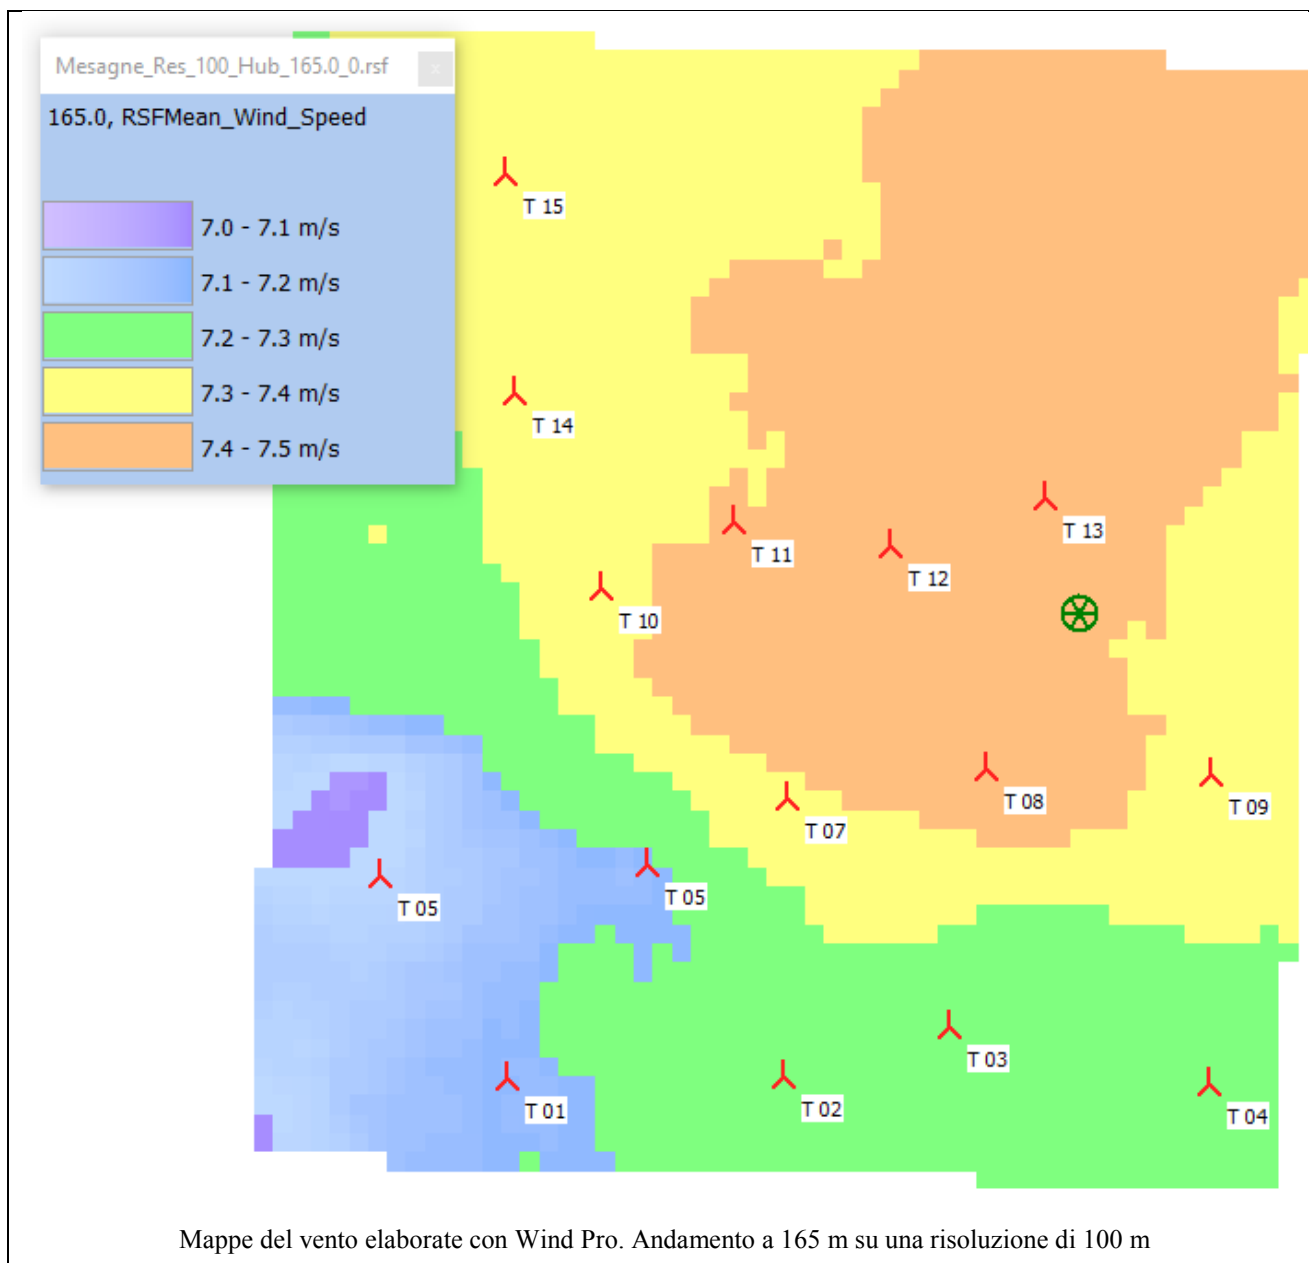 Mesagne_Res_100_Hub_165.0_0.rsf
x
165.0, RSFMean_Wind_Speed
7.0 - 7.1 m/s
7.1 - 7.2 m/s
7.2 - 7.3 m/s
7.3 - 7.4 m/s
7.4 - 7.5 m/s
T 15
T 14
T 13
T 11
T 12
T 10
T 08
T 09
T 07
T 05
T 05
T 03
T 02
T 01
T 04
Mappe del vento elaborate con Wind Pro. Andamento a 165 m su una risoluzione di 100 m